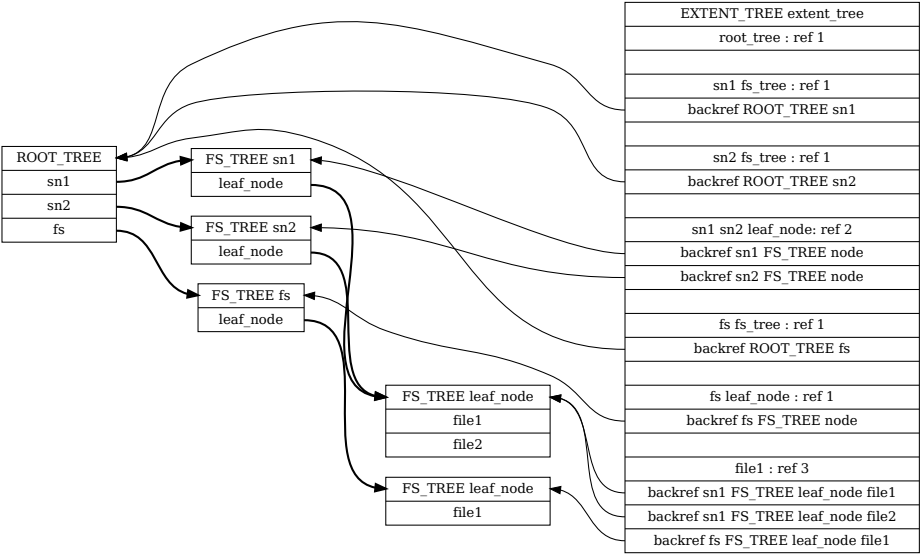 ROOT_TREE
sn1
sn2
fs
FS_TREE sn1
leaf_node
FS_TREE sn2
leaf_node
FS_TREE fs
leaf_node
FS_TREE leaf_node
file1
file2
FS_TREE leaf_node
file1
EXTENT_TREE extent_tree
root_tree : ref 1
sn1 fs_tree : ref 1
backref ROOT_TREE sn1
sn2 fs_tree : ref 1
backref ROOT_TREE sn2
sn1 sn2 leaf_node: ref 2
backref sn1 FS_TREE node
backref sn2 FS_TREE node
fs fs_tree : ref 1
backref ROOT_TREE fs
fs leaf_node : ref 1
backref fs FS_TREE node
file1 : ref 3
backref sn1 FS_TREE leaf_node file1
backref sn1 FS_TREE leaf_node file2
backref fs FS_TREE leaf_node file1